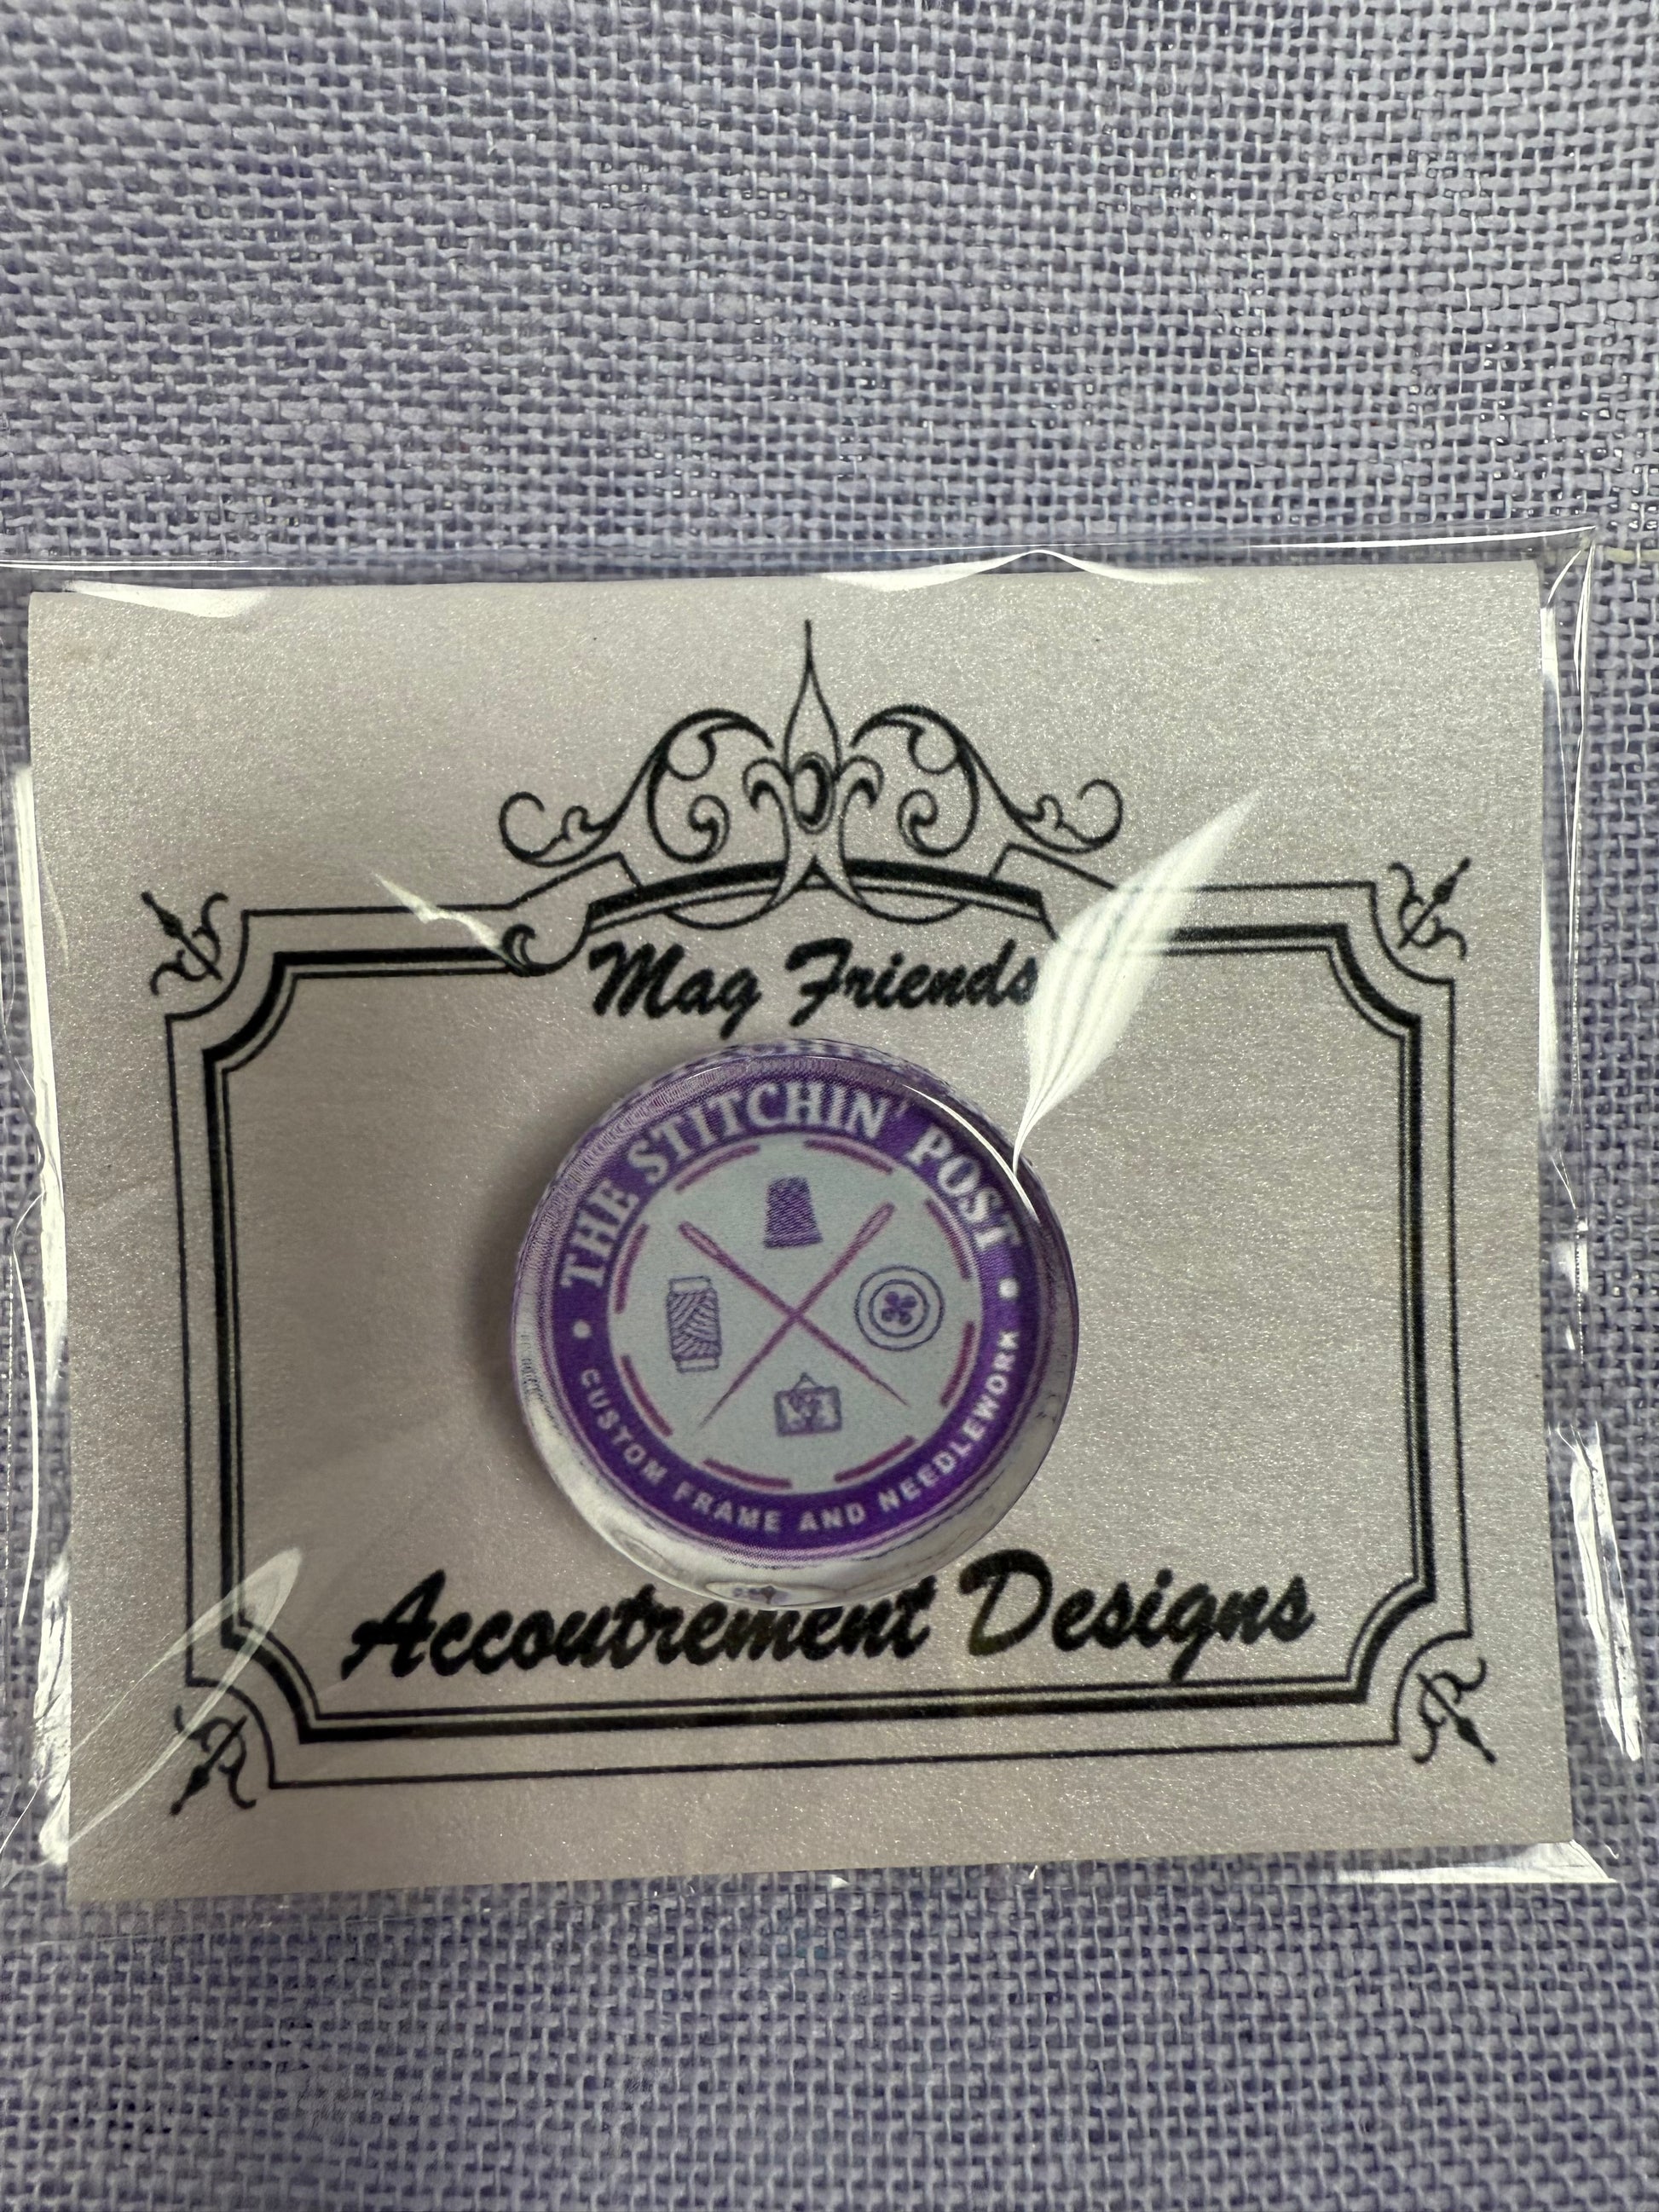 Mag Friends
THE STITCHIN' POST
• CUSTOM FRAME AND NEEDLEWORK •
Accoutrement Designs